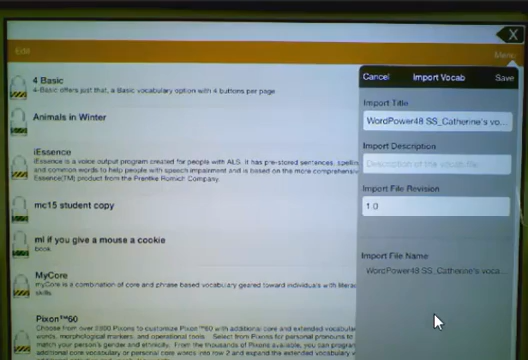 X
Edit
Menu
4 Basic
4-Basic offers just that, a Basic vocabulary option with 4 buttons per page
Animals in Winter
iEssence
iEssence is a voice output program created for people with ALS. It has pre-stored sentences, spellin
and common words to help people with speech impairment and is based on the more comprehensiv
Essence(TM) product from the Prentke Romich Company.
mc15 student copy
ml if you give a mouse a cookie
book
MyCore
myCore is a combination of core and phrase based vocabulary geared toward individuals with litera
skills.
Pixon™60
Choose from over 2800 Pixons to customize Pixon™60 with additional core and extended vocabula
words, morphological markers, and operational tools. Select from Pixons for personal pronouns to
match your person's gender and ethnicity. From the thousands of Pixons available, you can program
additional core vocabulary or personal core words into row 2 and expand the extended vocabulary
Cancel Import Vocab Save
Import Title
WordPower48 SS_Catherine's vo...
Import Description
Description of the vocab file
Import File Revision
1.0
Import File Name
WordPower48 SS_Catherine's voca...